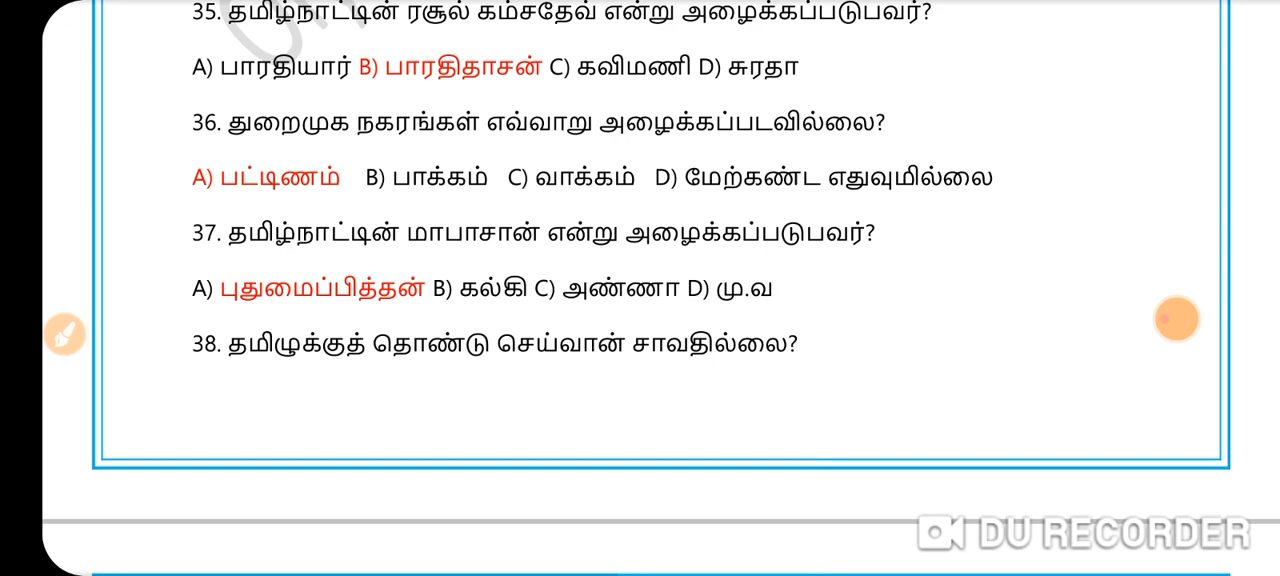 35. தமிழ்நாட்டின் ரசூல் கம்சதேவ் என்று அழைக்கப்படுபவர்?
A) பாரதியார் B) பாரதிதாசன் C) கவிமணி D) சுரதா
36. துறைமுக நகரங்கள் எவ்வாறு அழைக்கப்படவில்லை?
A) பட்டிணம் B) பாக்கம் C) வாக்கம் D) மேற்கண்ட எதுவுமில்லை
37. தமிழ்நாட்டின் மாபாசான் என்று அழைக்கப்படுபவர்?
A) புதுமைப்பித்தன் B) கல்கி C) அண்ணா D) மு.வ
38. தமிழுக்குத் தொண்டு செய்வான் சாவதில்லை?
DU RECORDER